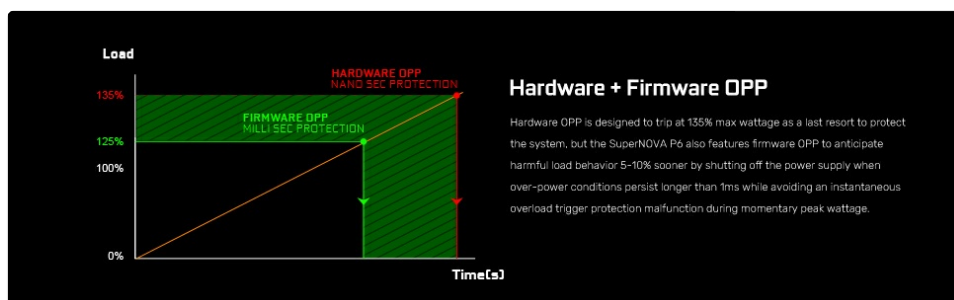 Load
HARDWARE OPP
NANO SEC PROTECTION
135%
FIRMWARE OPP
MILLI SEC PROTECTION
125%
100%
0%
Time(s)
Hardware + Firmware OPP
Hardware OPP is designed to trip at 135% max wattage as a last resort to protect
the system, but the SuperNOVA P6 also features firmware OPP to anticipate
harmful load behavior 5-10% sooner by shutting off the power supply when
over-power conditions persist longer than 1ms while avoiding an instantaneous
overload trigger protection malfunction during momentary peak wattage.